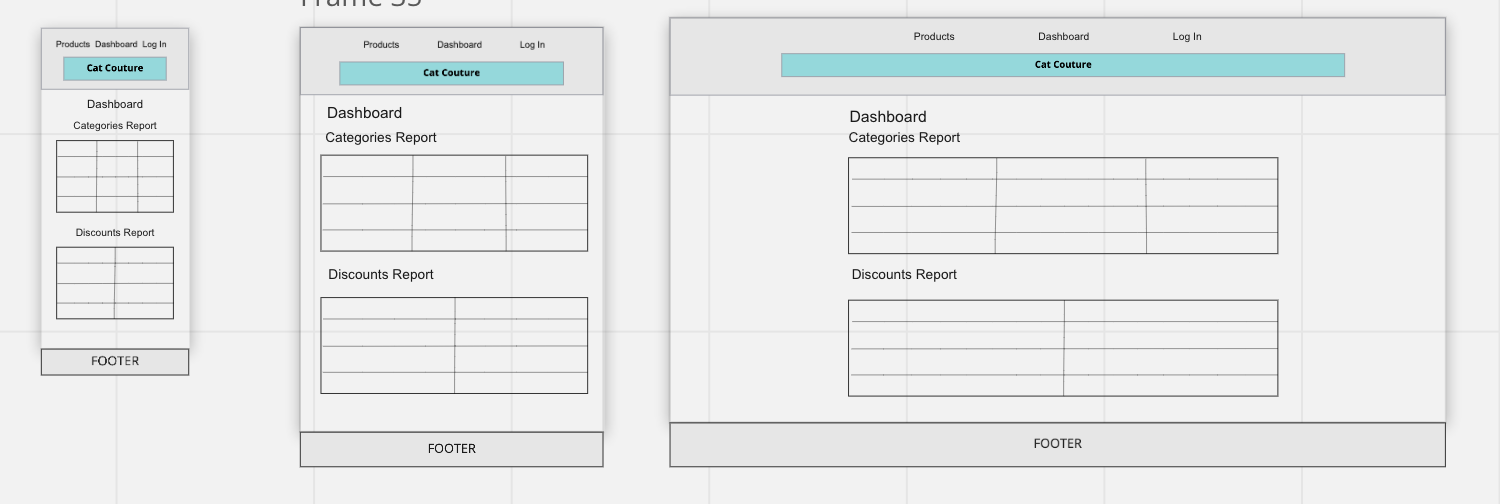 Products Dashboard Log In
Cat Couture
Dashboard
Categories Report
Discounts Report
FOOTER
Frame 35
Products Dashboard Log In
Cat Couture
Dashboard
Categories Report
Discounts Report
FOOTER
Products Dashboard Log In
Cat Couture
Dashboard
Categories Report
Discounts Report
FOOTER